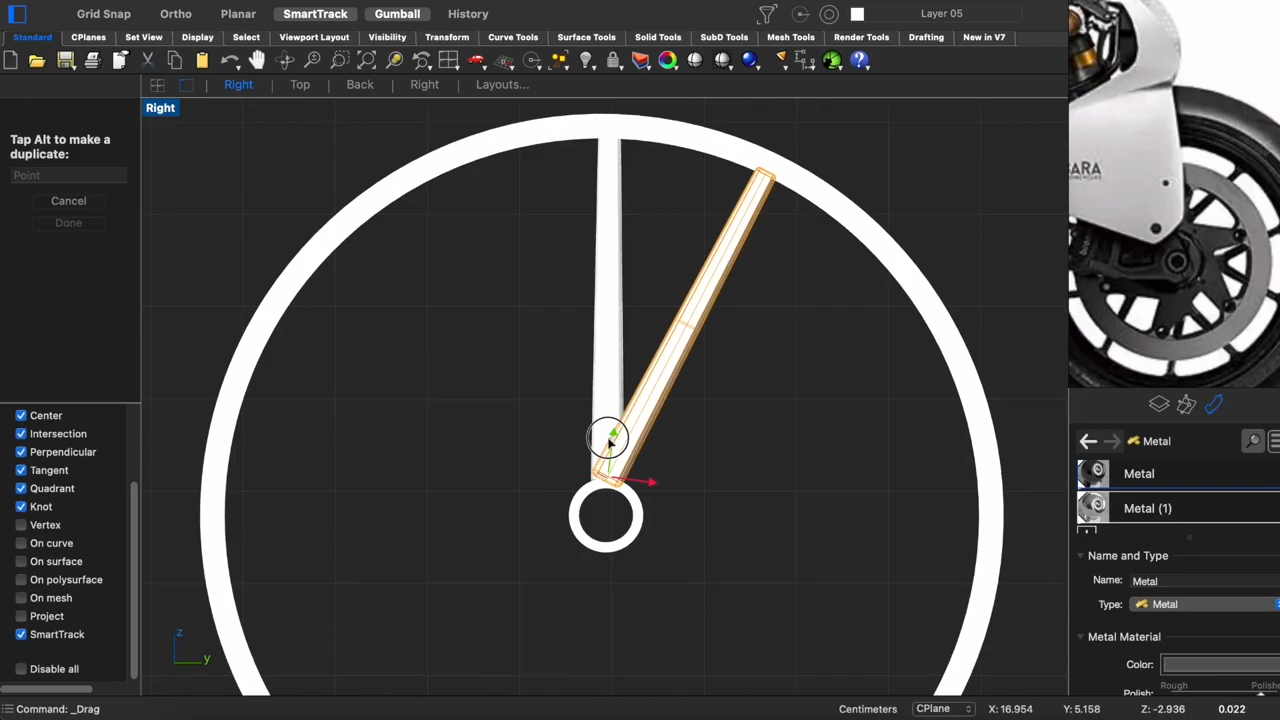 Grid Snap Ortho Planar SmartTrack Gumball History Layer 05
Standard CPlanes Set View Display Select Viewport Layout Visibility Transform Curve Tools Surface Tools Solid Tools SubD Tools Mesh Tools Render Tools Drafting New in V7
Right Top Back Right Layouts...
Right
Tap Alt to make a
duplicate:
Point
Cancel
Done
Center
Intersection
Perpendicular
Tangent
Quadrant
Knot
Vertex
On curve
On surface
On polysurface
On mesh
Project
SmartTrack
Disable all
z
y
Metal
Metal
Metal (1)
Name and Type
Name: Metal
Type: Metal
Metal Material
Color:
Rough Polishe
Polish:
Command: _Drag Centimeters CPlane X: 16.954 Y: 5.158 Z: -2.936 0.022